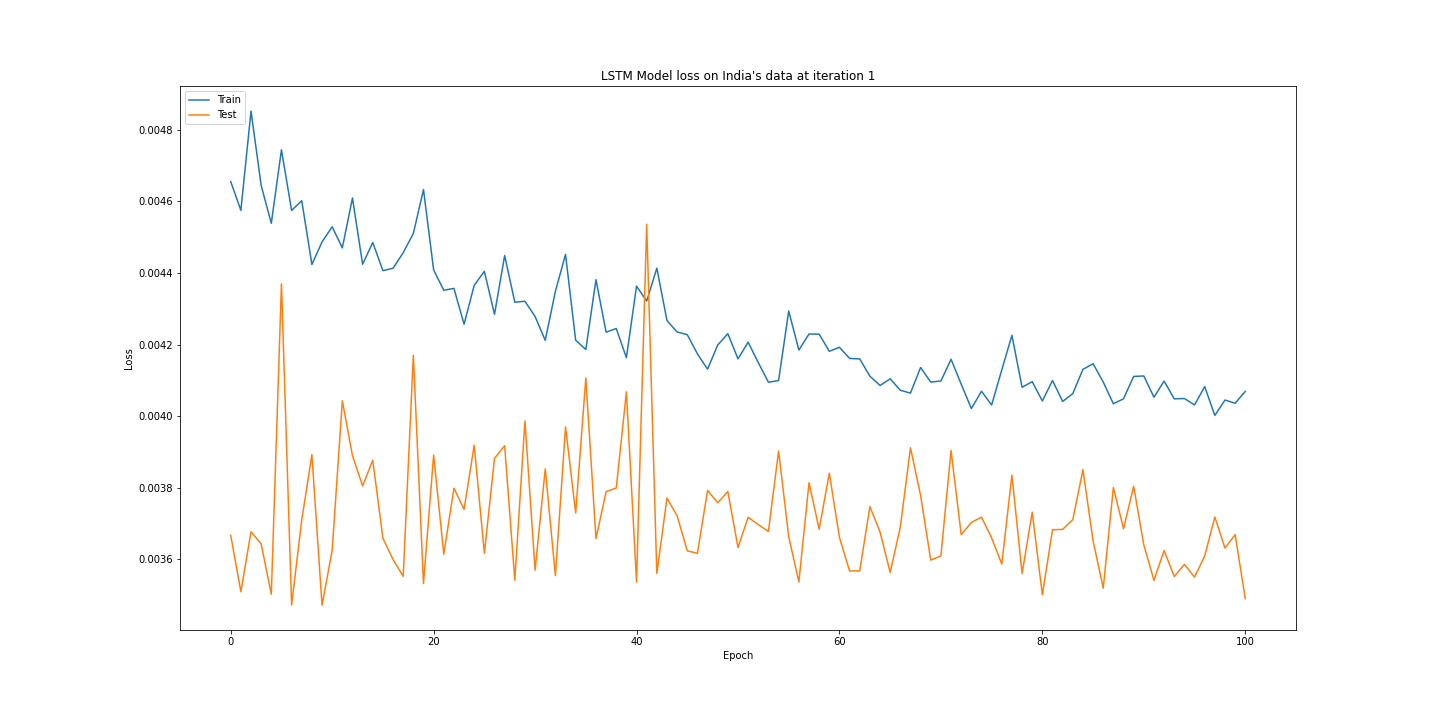 LSTM Model loss on India's data at iteration 1
Train
Test
0.0048
0.0046
0.0044
0.0042
0.0040
0.0038
0.0036
Loss
0 20 40 60 80 100
Epoch